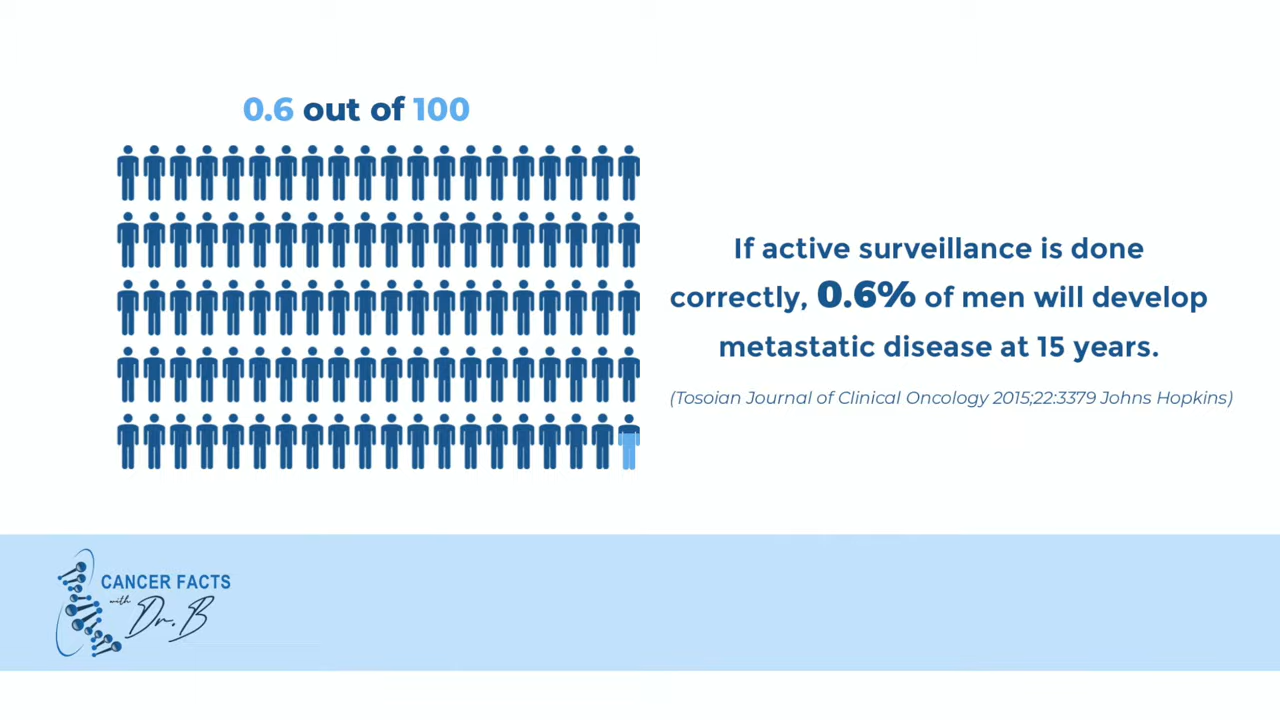 0.6 out of 100
If active surveillance is done
correctly, 0.6% of men will develop
metastatic disease at 15 years.
(Tosoian Journal of Clinical Oncology 2015;22:3379 Johns Hopkins)
CANCER FACTS
with
Dr. B